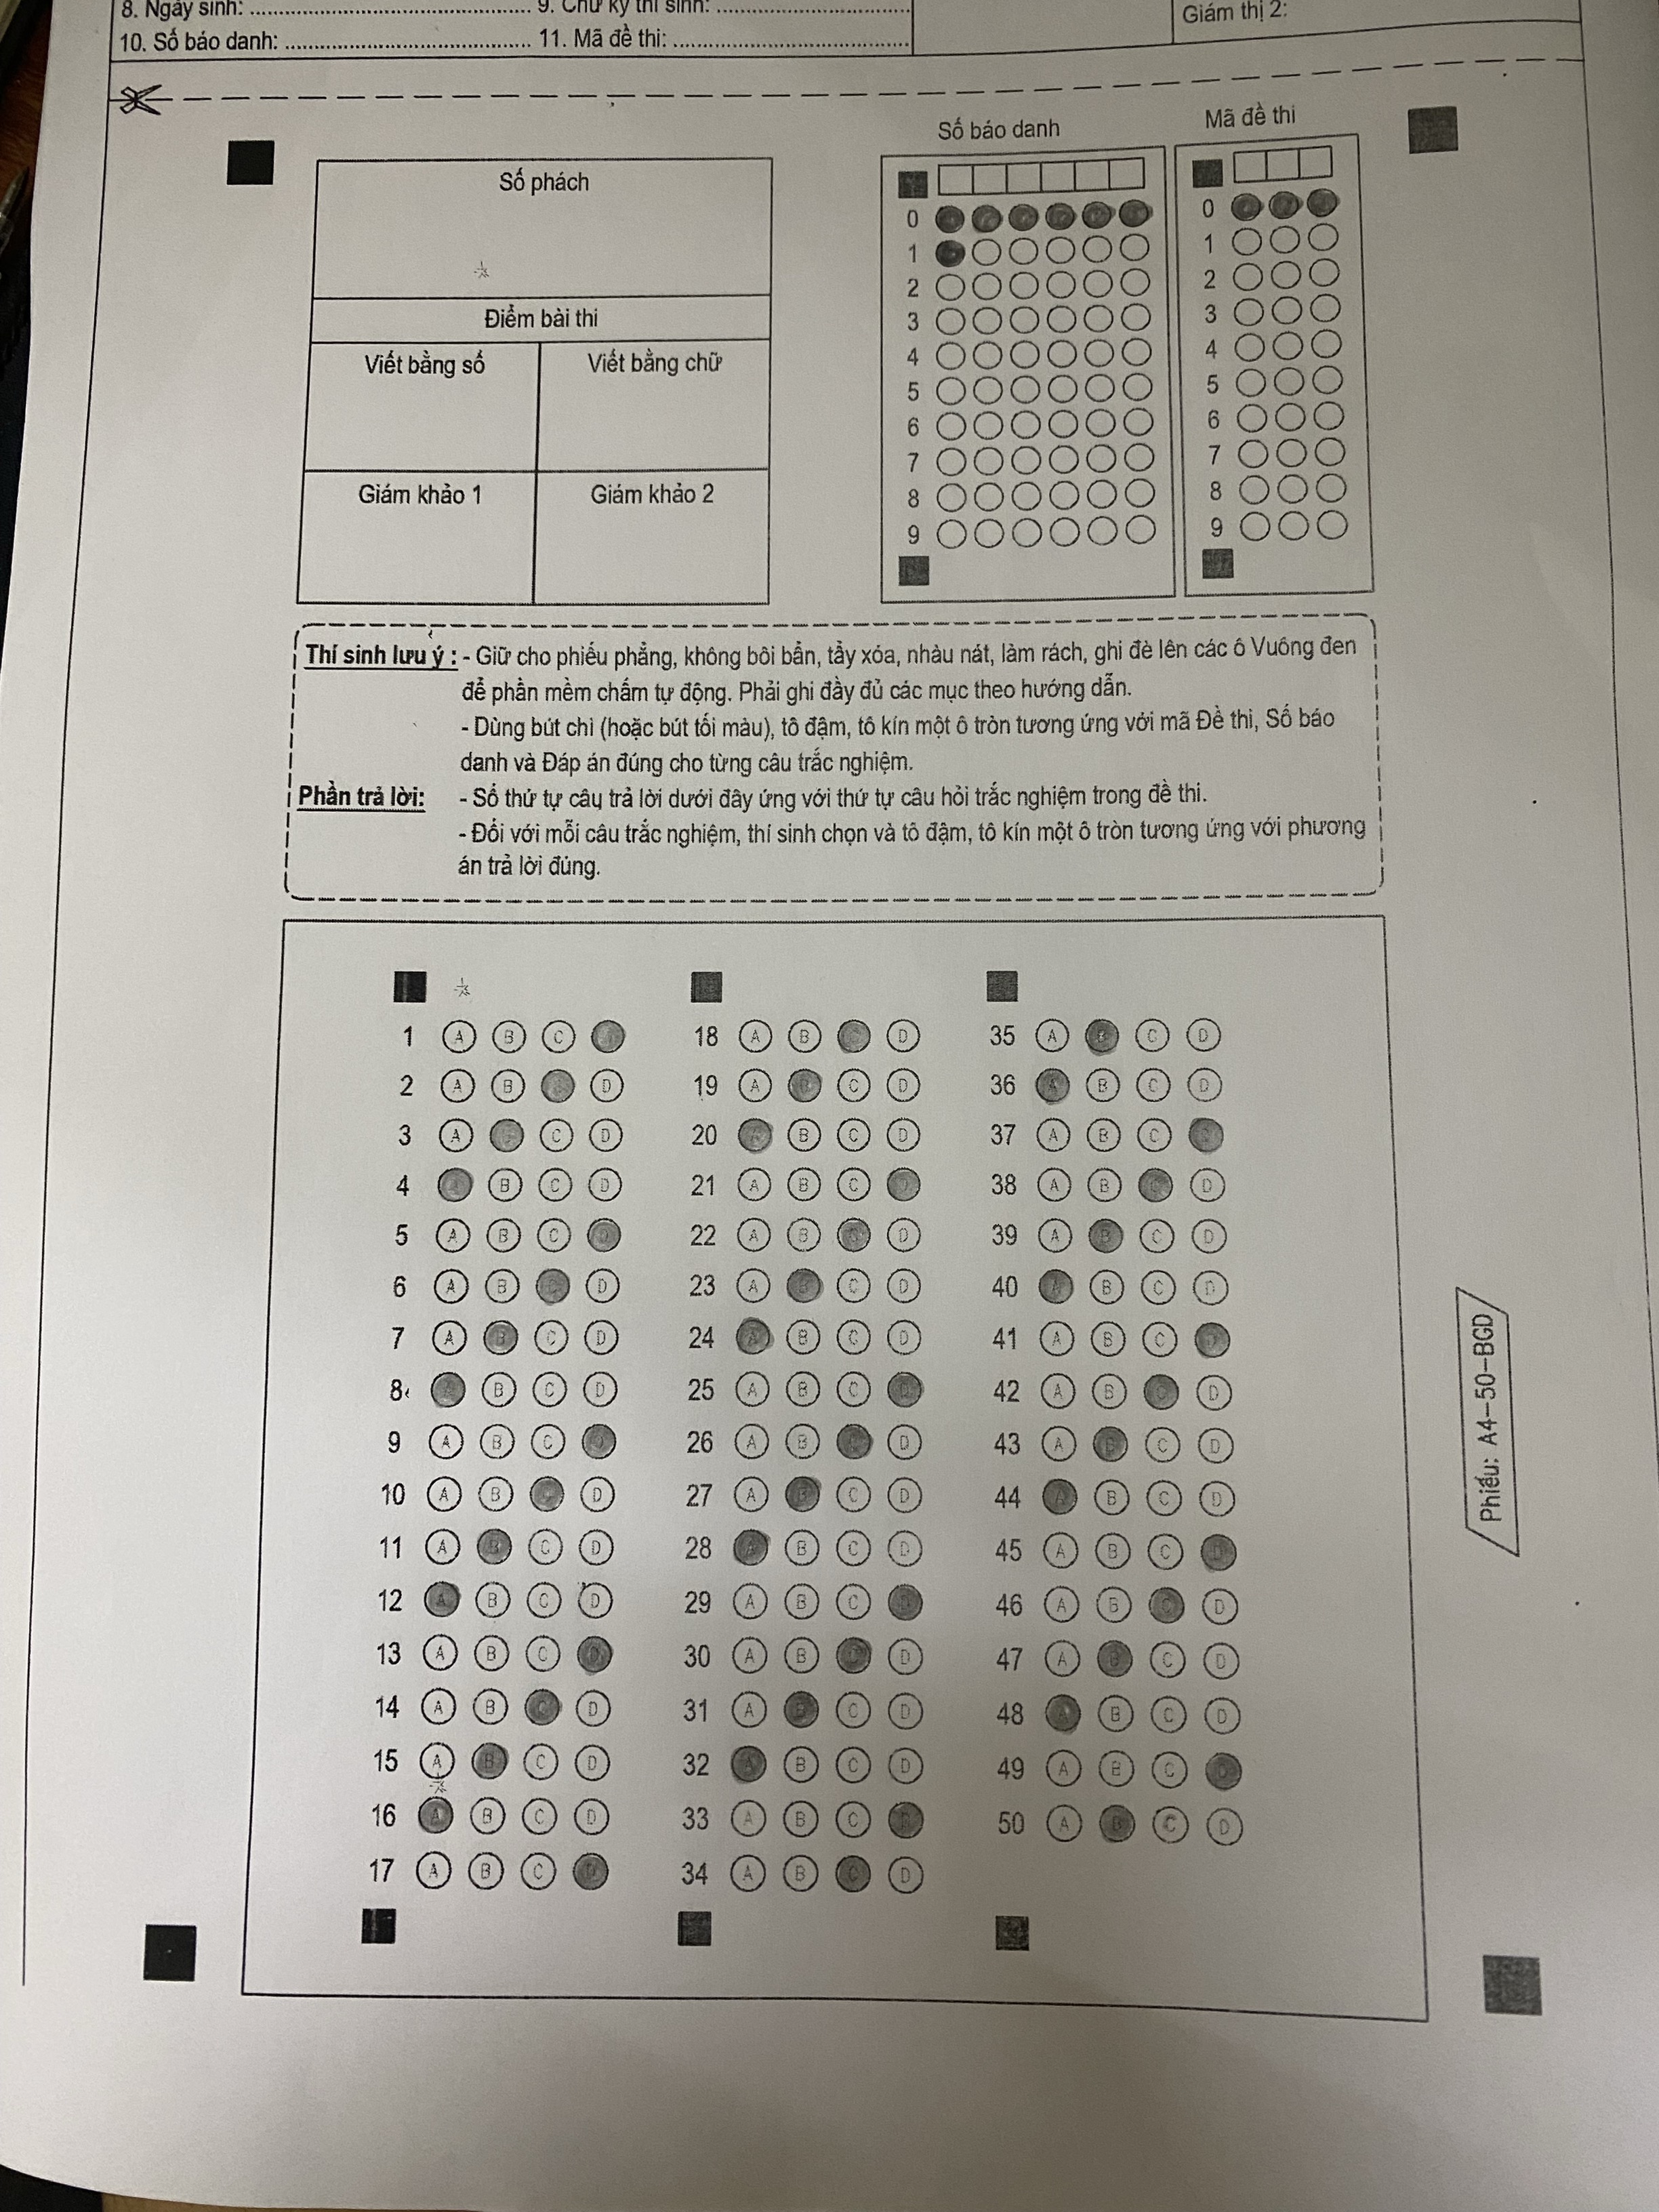 8. Ngày sinh: ........................................ 9. Chữ ký thí sinh: ........................................
Giám thị 2:
10. Số báo danh: ........................................ 11. Mã đề thi: ........................................
Số báo danh
Mã đề thi
Số phách
Điểm bài thi
Viết bằng số
Viết bằng chữ
Giám khảo 1
Giám khảo 2
0
1
2
3
4
5
6
7
8
9
0
1
2
3
4
5
6
7
8
9
Thí sinh lưu ý : - Giữ cho phiếu phẳng, không bôi bẩn, tẩy xóa, nhàu nát, làm rách, ghi đè lên các ô Vuông đen
để phần mềm chấm tự động. Phải ghi đầy đủ các mục theo hướng dẫn.
- Dùng bút chì (hoặc bút tối màu), tô đậm, tô kín một ô tròn tương ứng với mã Đề thi, Số báo
danh và Đáp án đúng cho từng câu trắc nghiệm.
Phần trả lời: - Số thứ tự câu trả lời dưới đây ứng với thứ tự câu hỏi trắc nghiệm trong đề thi.
- Đối với mỗi câu trắc nghiệm, thí sinh chọn và tô đậm, tô kín một ô tròn tương ứng với phương
án trả lời đúng.
1 A B C
2 A B D
3 A C D
4 B C D
5 A B C D
6 A B C D
7 A B C D
8 A B C D
9 A B C D
10 A B C D
11 A B C D
12 A B C D
13 A B C D
14 A B C D
15 A B C D
16 A B C D
17 A B C D
18 A B C D
19 A B C D
20 A B C D
21 A B C D
22 A B C D
23 A B C D
24 A B C D
25 A B C D
26 A B C D
27 A B C D
28 A B C D
29 A B C D
30 A B C D
31 A B C D
32 A B C D
33 A B C D
34 A B C D
35 A B C D
36 A B C D
37 A B C D
38 A B C D
39 A B C D
40 A B C D
41 A B C D
42 A B C D
43 A B C D
44 A B C D
45 A B C D
46 A B C D
47 A B C D
48 A B C D
49 A B C D
50 A B C D
Phiếu: A4-50-BGD